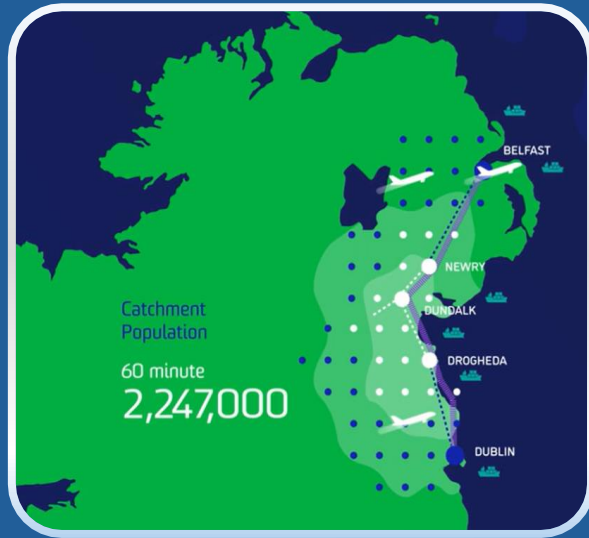 BELFAST
NEWRY
DUNDALK
Catchment
Population
DROGHEDA
60 minute
2,247,000
DUBLIN